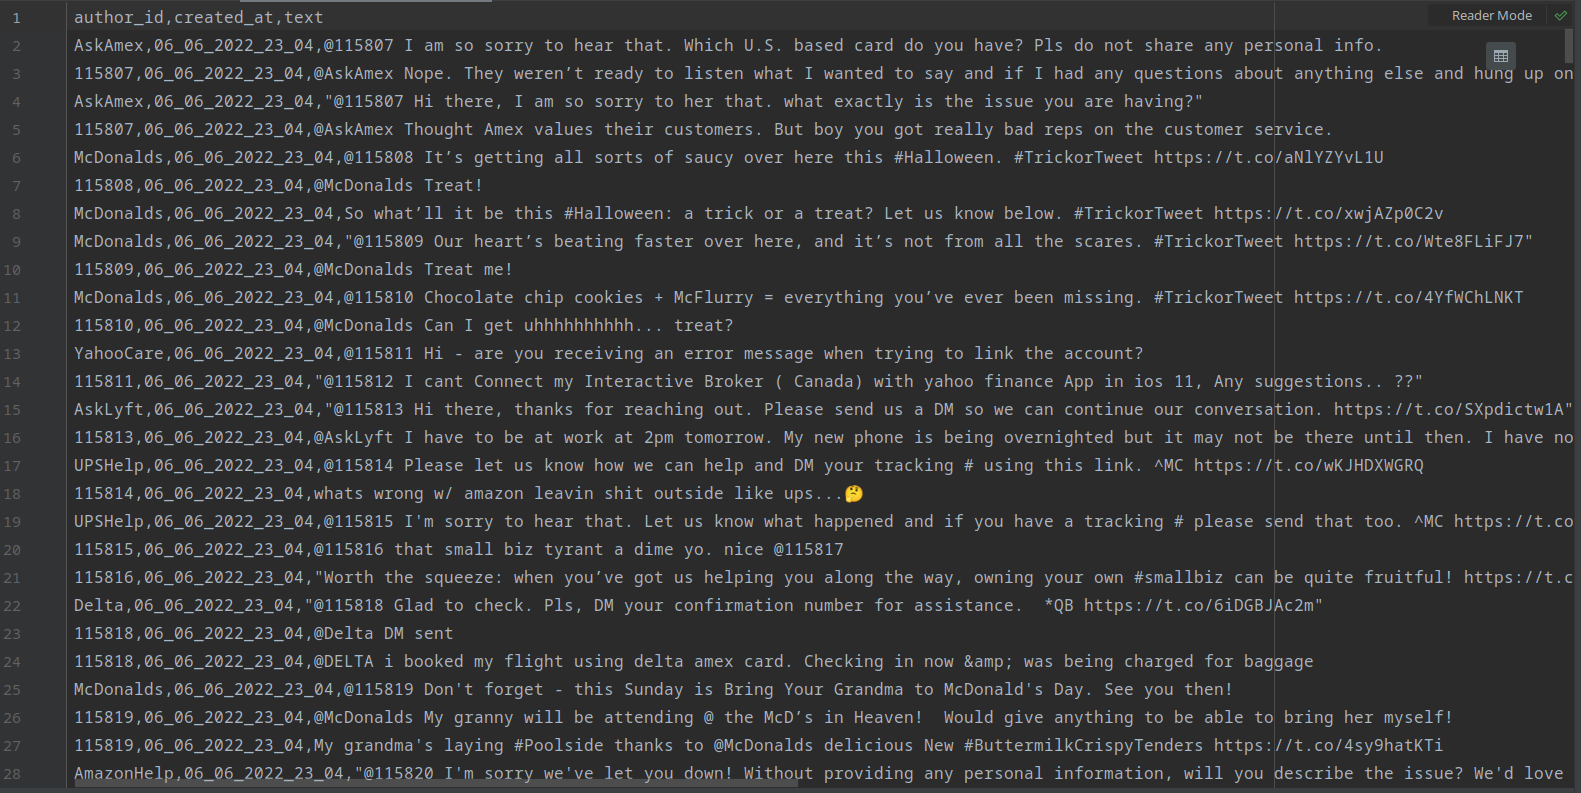 Reader Mode
1 author_id,created_at,text
2 AskAmex,06_06_2022_23_04,@115807 I am so sorry to hear that. Which U.S. based card do you have? Pls do not share any personal info.
3 115807,06_06_2022_23_04,@AskAmex Nope. They weren’t ready to listen what I wanted to say and if I had any questions about anything else and hung up on
4 AskAmex,06_06_2022_23_04,"@115807 Hi there, I am so sorry to her that. what exactly is the issue you are having?"
5 115807,06_06_2022_23_04,@AskAmex Thought Amex values their customers. But boy you got really bad reps on the customer service.
6 McDonalds,06_06_2022_23_04,@115808 It’s getting all sorts of saucy over here this #Halloween. #TrickorTweet https://t.co/aNlYZYvL1U
7 115808,06_06_2022_23_04,@McDonalds Treat!
8 McDonalds,06_06_2022_23_04,So what’ll it be this #Halloween: a trick or a treat? Let us know below. #TrickorTweet https://t.co/xwjAZp0C2v
9 McDonalds,06_06_2022_23_04,"@115809 Our heart’s beating faster over here, and it’s not from all the scares. #TrickorTweet https://t.co/Wte8FLiFJ7"
10 115809,06_06_2022_23_04,@McDonalds Treat me!
11 McDonalds,06_06_2022_23_04,@115810 Chocolate chip cookies + McFlurry = everything you’ve ever been missing. #TrickorTweet https://t.co/4YfWChLNKT
12 115810,06_06_2022_23_04,@McDonalds Can I get uhhhhhhhhhh... treat?
13 YahooCare,06_06_2022_23_04,@115811 Hi - are you receiving an error message when trying to link the account?
14 115811,06_06_2022_23_04,"@115812 I cant Connect my Interactive Broker ( Canada) with yahoo finance App in ios 11, Any suggestions.. ??"
15 AskLyft,06_06_2022_23_04,"@115813 Hi there, thanks for reaching out. Please send us a DM so we can continue our conversation. https://t.co/SXpdictw1A"
16 115813,06_06_2022_23_04,@AskLyft I have to be at work at 2pm tomorrow. My new phone is being overnighted but it may not be there until then. I have no
17 UPSHelp,06_06_2022_23_04,@115814 Please let us know how we can help and DM your tracking # using this link. ^MC https://t.co/wKJHDXWGRQ
18 115814,06_06_2022_23_04,whats wrong w/ amazon leavin shit outside like ups...🤔
19 UPSHelp,06_06_2022_23_04,@115815 I'm sorry to hear that. Let us know what happened and if you have a tracking # please send that too. ^MC https://t.co
20 115815,06_06_2022_23_04,@115816 that small biz tyrant a dime yo. nice @115817
21 115816,06_06_2022_23_04,"Worth the squeeze: when you’ve got us helping you along the way, owning your own #smallbiz can be quite fruitful! https://t.c
22 Delta,06_06_2022_23_04,"@115818 Glad to check. Pls, DM your confirmation number for assistance.  *QB https://t.co/6iDGBJAc2m"
23 115818,06_06_2022_23_04,@Delta DM sent
24 115818,06_06_2022_23_04,@DELTA i booked my flight using delta amex card. Checking in now &amp; was being charged for baggage
25 McDonalds,06_06_2022_23_04,@115819 Don't forget - this Sunday is Bring Your Grandma to McDonald's Day. See you then!
26 115819,06_06_2022_23_04,@McDonalds My granny will be attending @ the McD’s in Heaven!  Would give anything to be able to bring her myself!
27 115819,06_06_2022_23_04,My grandma's laying #Poolside thanks to @McDonalds delicious New #ButtermilkCrispyTenders https://t.co/4sy9hatKTi
28 AmazonHelp,06_06_2022_23_04,"@115820 I'm sorry we've let you down! Without providing any personal information, will you describe the issue? We'd love